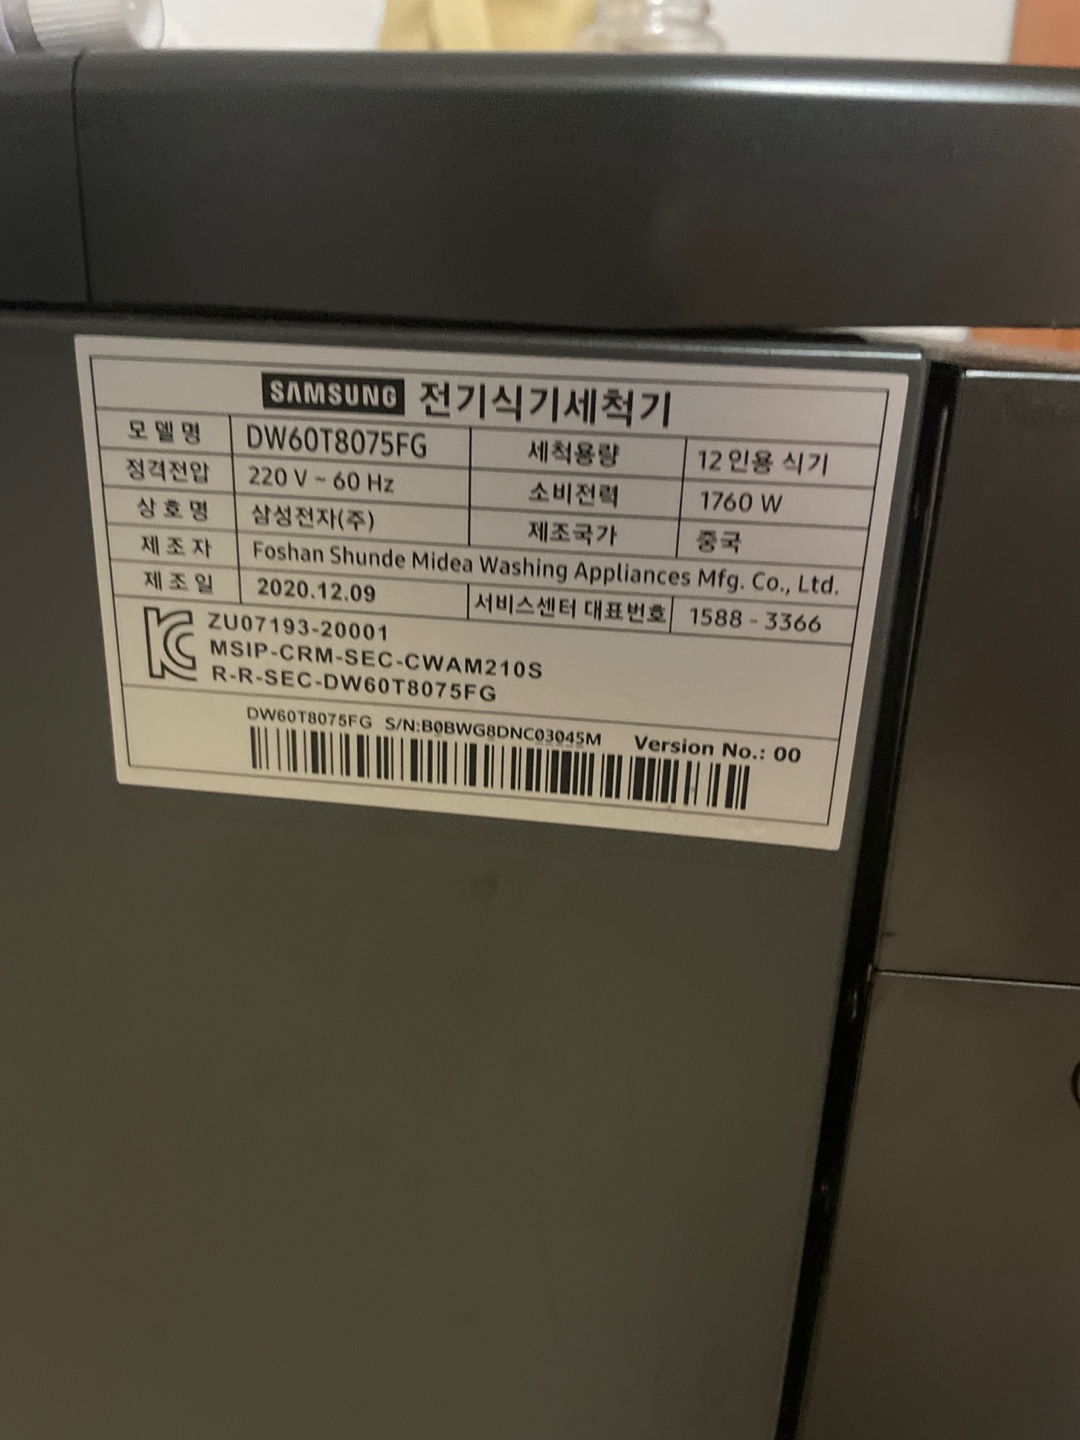 SAMSUNG 전기식기세척기
모델명 DW60T8075FG 세척용량 12인용 식기
정격전압 220 V ~ 60 Hz 소비전력 1760 W
상호명 삼성전자(주) 제조국가 중국
제조자 Foshan Shunde Midea Washing Appliances Mfg. Co., Ltd.
제조일 2020.12.09 서비스센터 대표번호 1588 - 3366
ZU07193-20001
MSIP-CRM-SEC-CWAM210S
R-R-SEC-DW60T8075FG
DW60T8075FG S/N:B0BWG8DNC03045M Version No.: 00